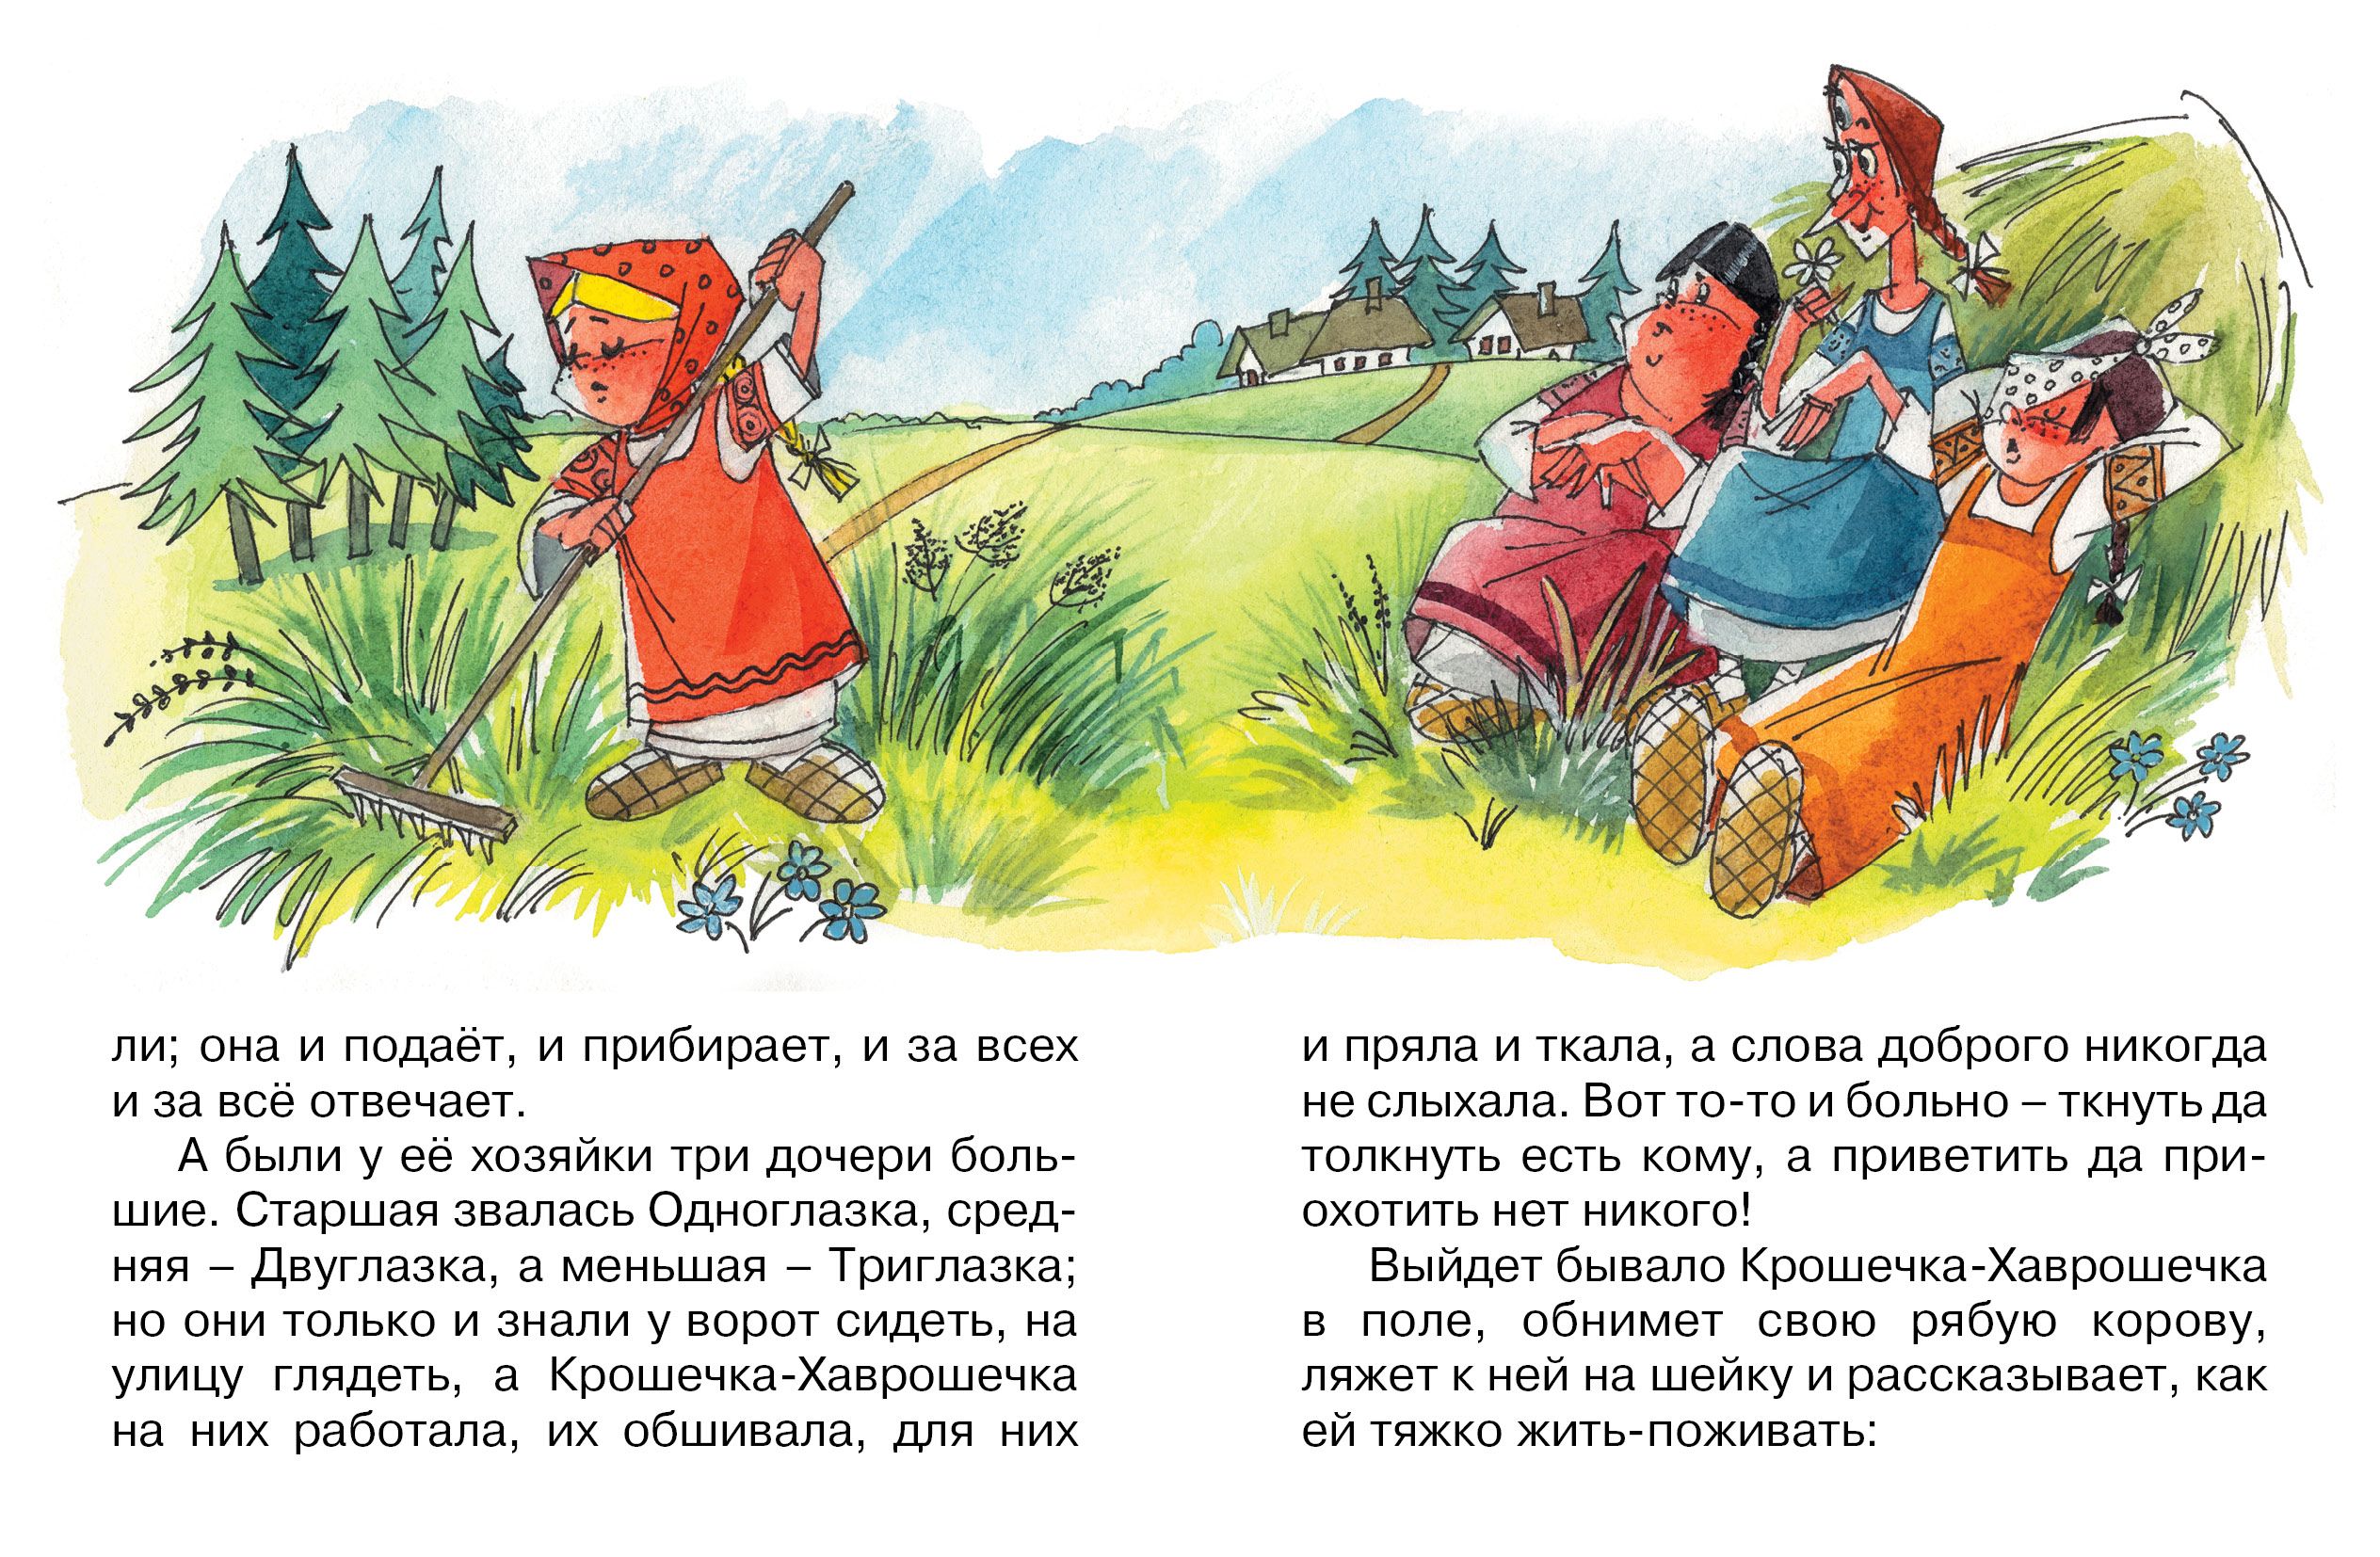 ли; она и подаёт, и прибирает, и за всех
и за всё отвечает.
А были у её хозяйки три дочери боль-
шие. Старшая звалась Одноглазка, сред-
няя – Двуглазка, а меньшая – Триглазка;
но они только и знали у ворот сидеть, на
улицу глядеть, а Крошечка-Хаврошечка
на них работала, их обшивала, для них
и пряла и ткала, а слова доброго никогда
не слыхала. Вот то-то и больно – ткнуть да
толкнуть есть кому, а приветить да при-
охотить нет никого!
Выйдет бывало Крошечка-Хаврошечка
в поле, обнимет свою рябую корову,
ляжет к ней на шейку и рассказывает, как
ей тяжко жить-поживать: